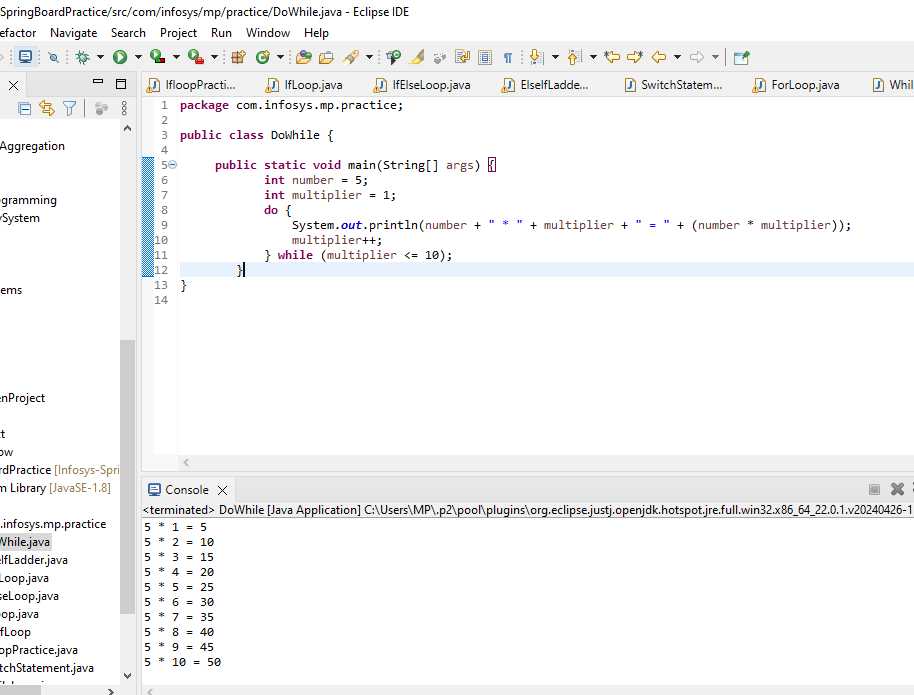 SpringBoardPractice/src/com/infosys/mp/practice/DoWhile.java - Eclipse IDE
efactor Navigate Search Project Run Window Help
IfloopPracti... IfLoop.java IfElseLoop.java ElseIfLadde... SwitchStatem... ForLoop.java Whil
1 package com.infosys.mp.practice;
2
3 public class DoWhile {
4
5 public static void main(String[] args) {
6 int number = 5;
7 int multiplier = 1;
8 do {
9 System.out.println(number + " * " + multiplier + " = " + (number * multiplier));
10 multiplier++;
11 } while (multiplier <= 10);
12 }
13 }
14
Aggregation
gramming
System
ems
nProject
t
ow
rdPractice [Infosys-Spri
m Library [JavaSE-1.8]
.infosys.mp.practice
While.java
elfLadder.java
Loop.java
seLoop.java
oop.java
fLoop
opPractice.java
tchStatement.java
Console
<terminated> DoWhile [Java Application] C:\Users\MP\.p2\pool\plugins\org.eclipse.justj.openjdk.hotspot.jre.full.win32.x86_64_22.0.1.v20240426-1
5 * 1 = 5
5 * 2 = 10
5 * 3 = 15
5 * 4 = 20
5 * 5 = 25
5 * 6 = 30
5 * 7 = 35
5 * 8 = 40
5 * 9 = 45
5 * 10 = 50